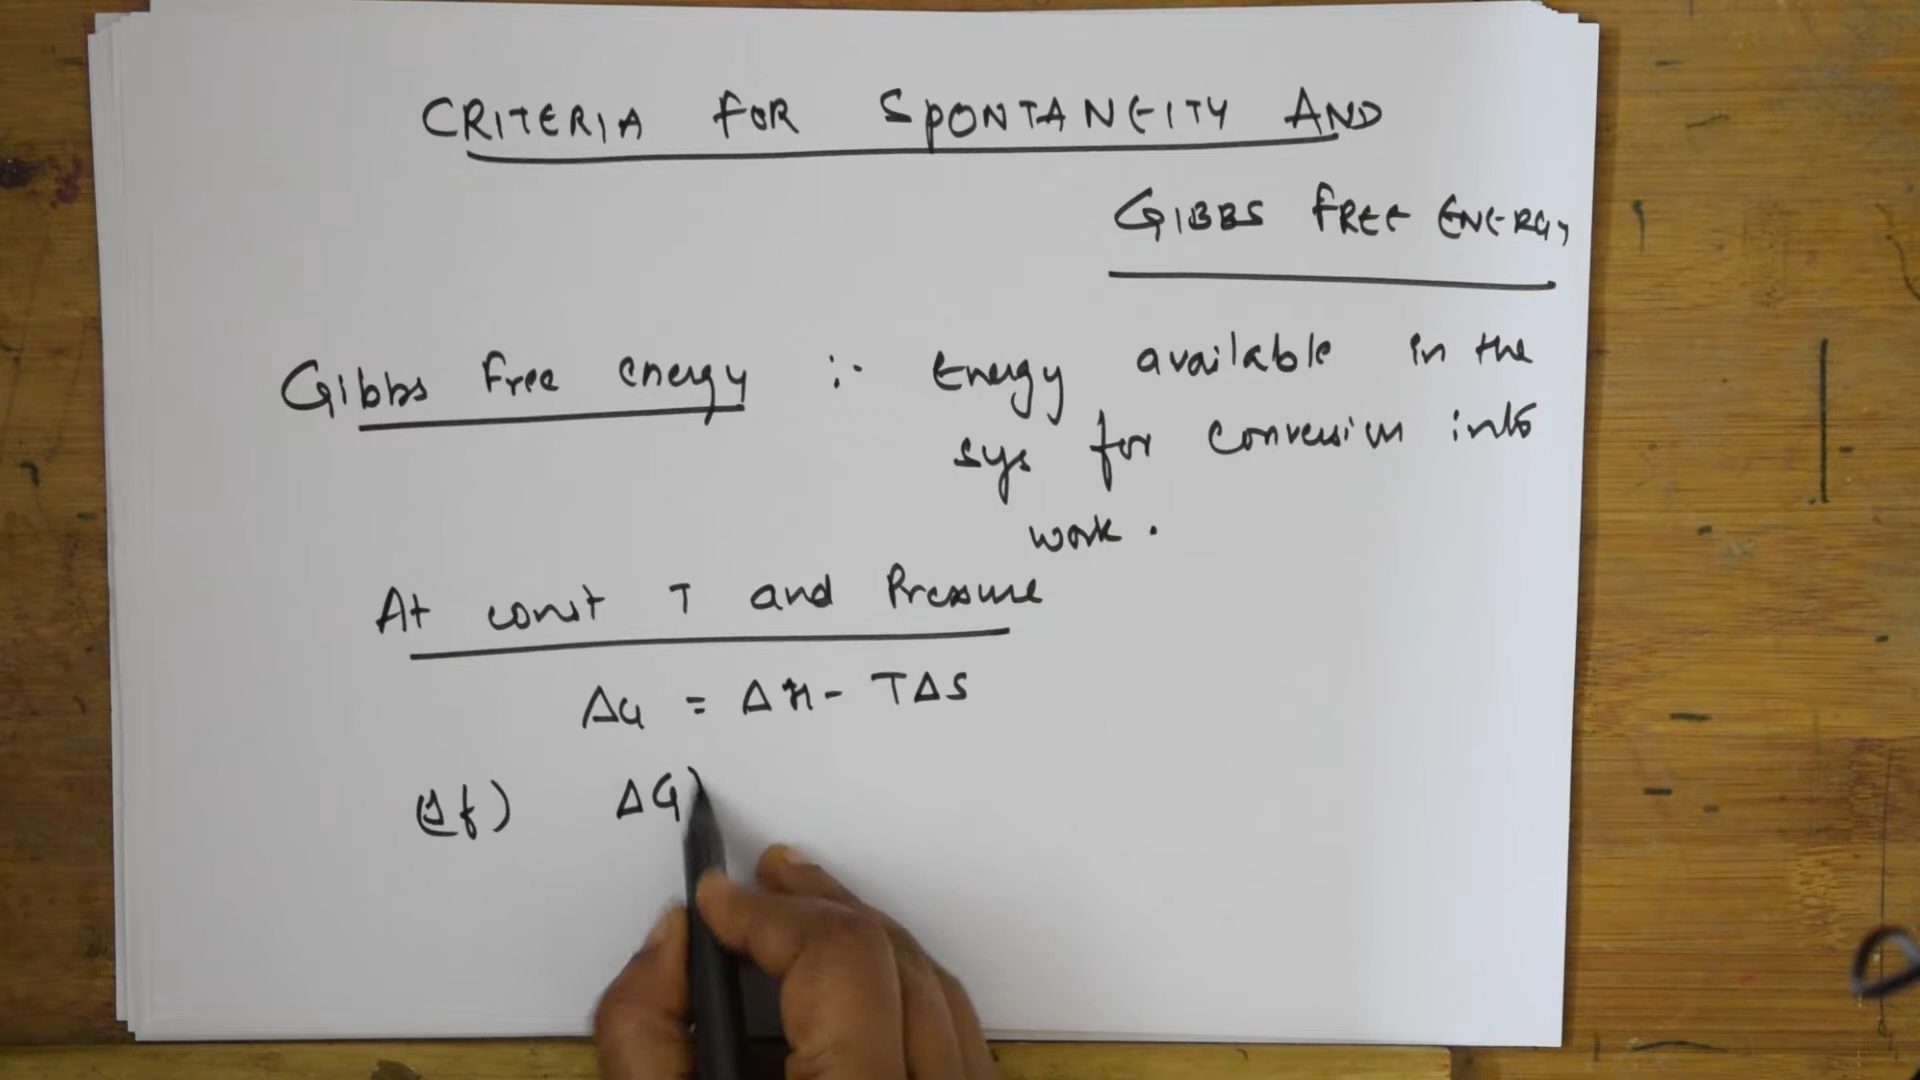 CRITERIA FOR SPONTANEITY AND
GIBBS FREE ENERGY
Gibbs Free energy :- Energy available in the
sys for conversion into
work.
At const T and Pressure
ΔG = ΔH - TΔS
(If) ΔG